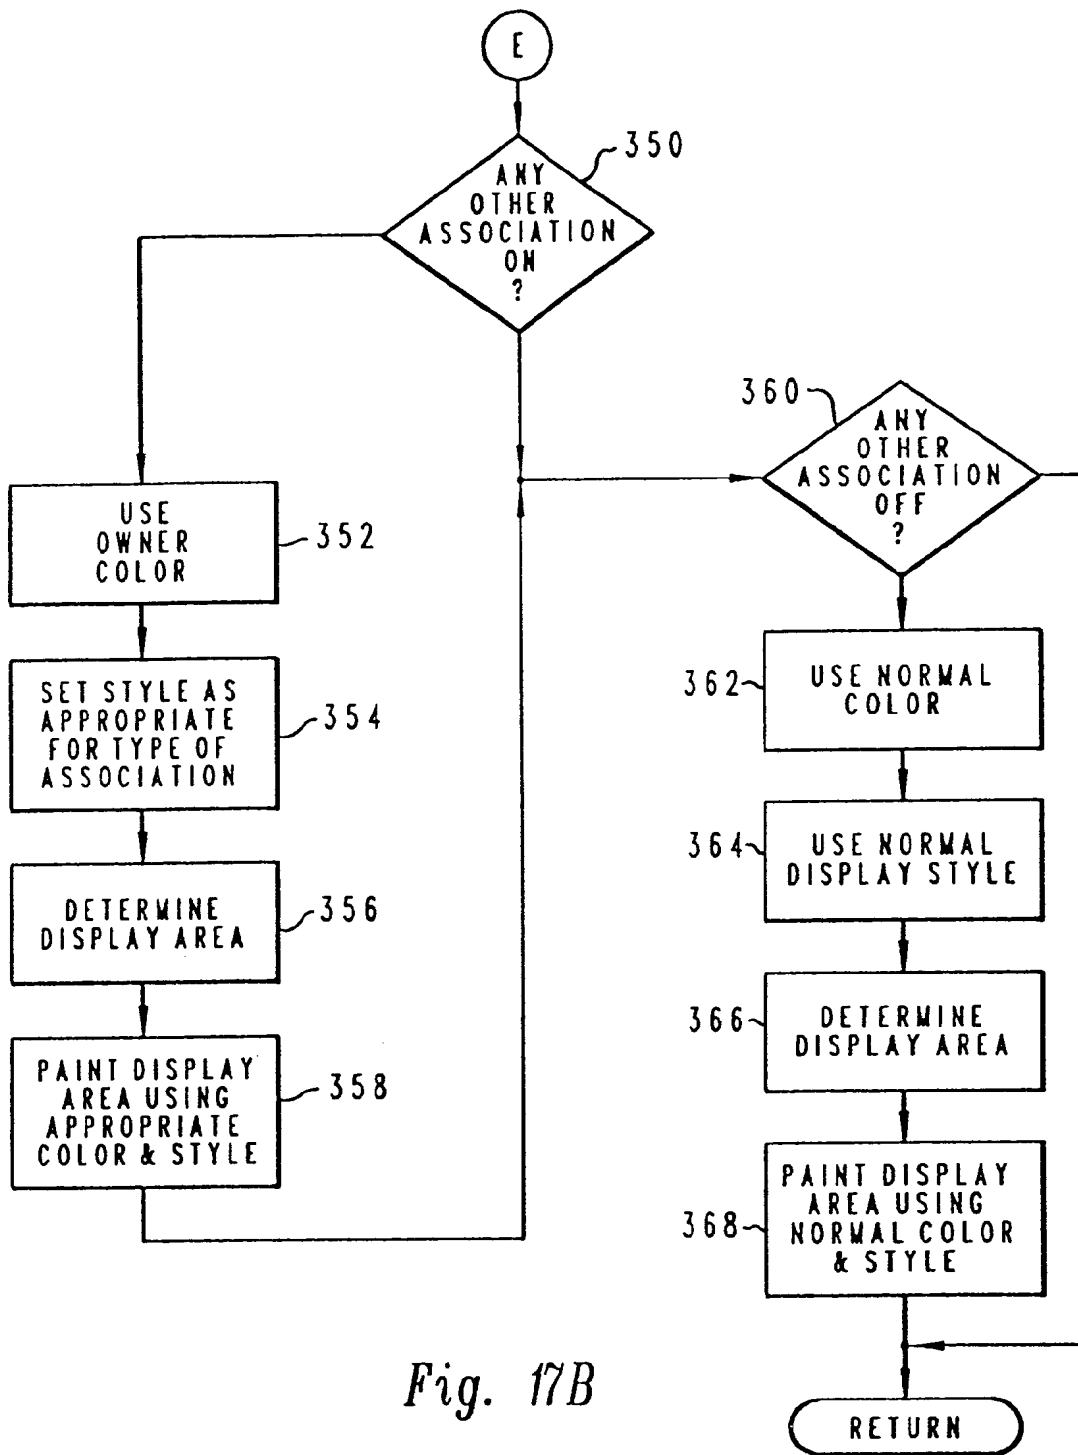 E
350
ANY
OTHER
ASSOCIATION
ON
?
USE
OWNER
COLOR
352
SET STYLE AS
APPROPRIATE
FOR TYPE OF
ASSOCIATION
354
DETERMINE
DISPLAY AREA
356
PAINT DISPLAY
AREA USING
APPROPRIATE
COLOR & STYLE
358
360
ANY
OTHER
ASSOCIATION
OFF
?
362
USE NORMAL
COLOR
364
USE NORMAL
DISPLAY STYLE
366
DETERMINE
DISPLAY AREA
368
PAINT DISPLAY
AREA USING
NORMAL COLOR
& STYLE
RETURN
Fig. 17B